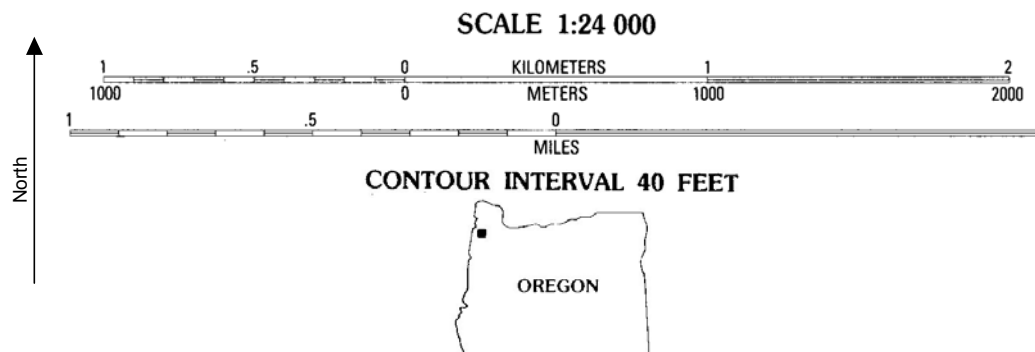 SCALE 1:24 000
North
1 .5 0 KILOMETERS 1 2
1000 0 METERS 1000 2000
1 .5 0
MILES
CONTOUR INTERVAL 40 FEET
OREGON